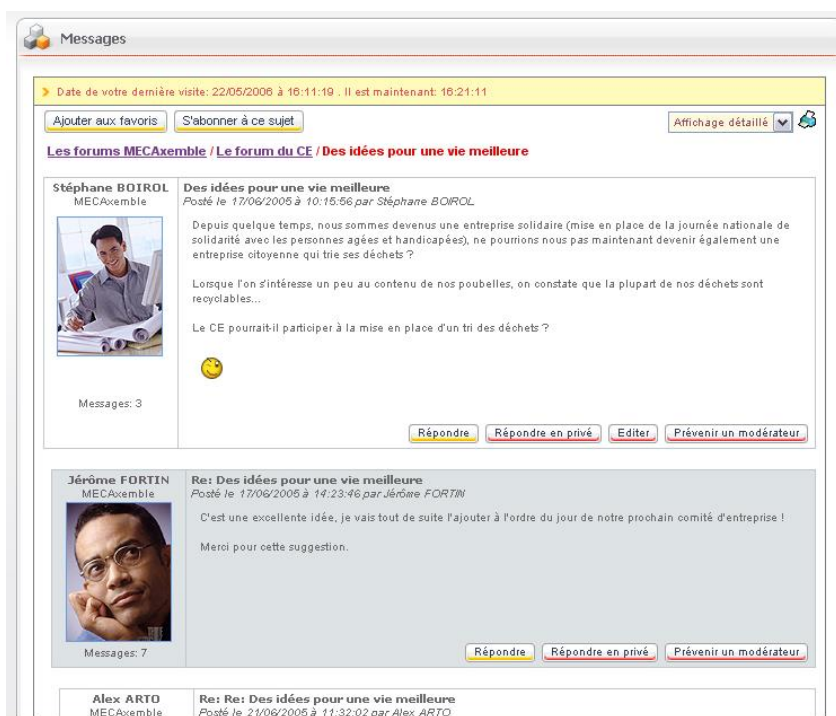 Messages
Date de votre dernière visite: 22/05/2006 à 16:11:19 . Il est maintenant: 16:21:11
Ajouter aux favoris S'abonner à ce sujet Affichage détaillé
Les forums MECAxemble / Le forum du CE / Des idées pour une vie meilleure
Stéphane BOIROL
MECAxemble
Messages: 3
Des idées pour une vie meilleure
Posté le 17/06/2005 à 10:15:56 par Stéphane BOIROL
Depuis quelque temps, nous sommes devenus une entreprise solidaire (mise en place de la journée nationale de
solidarité avec les personnes agées et handicapées), ne pourrions nous pas maintenant devenir également une
entreprise citoyenne qui trie ses déchets ?
Lorsque l'on s'intéresse un peu au contenu de nos poubelles, on constate que la plupart de nos déchets sont
recyclables...
Le CE pourrait-il participer à la mise en place d'un tri des déchets ?
Répondre Répondre en privé Editer Prévenir un modérateur
Jérôme FORTIN
MECAxemble
Messages: 7
Re: Des idées pour une vie meilleure
Posté le 17/06/2005 à 14:23:46 par Jérôme FORTIN
C'est une excellente idée, je vais tout de suite l'ajouter à l'ordre du jour de notre prochain comité d'entreprise !
Merci pour cette suggestion.
Répondre Répondre en privé Prévenir un modérateur
Alex ARTO
MECAxemble
Re: Re: Des idées pour une vie meilleure
Posté le 21/06/2005 à 11:32:02 par Alex ARTO